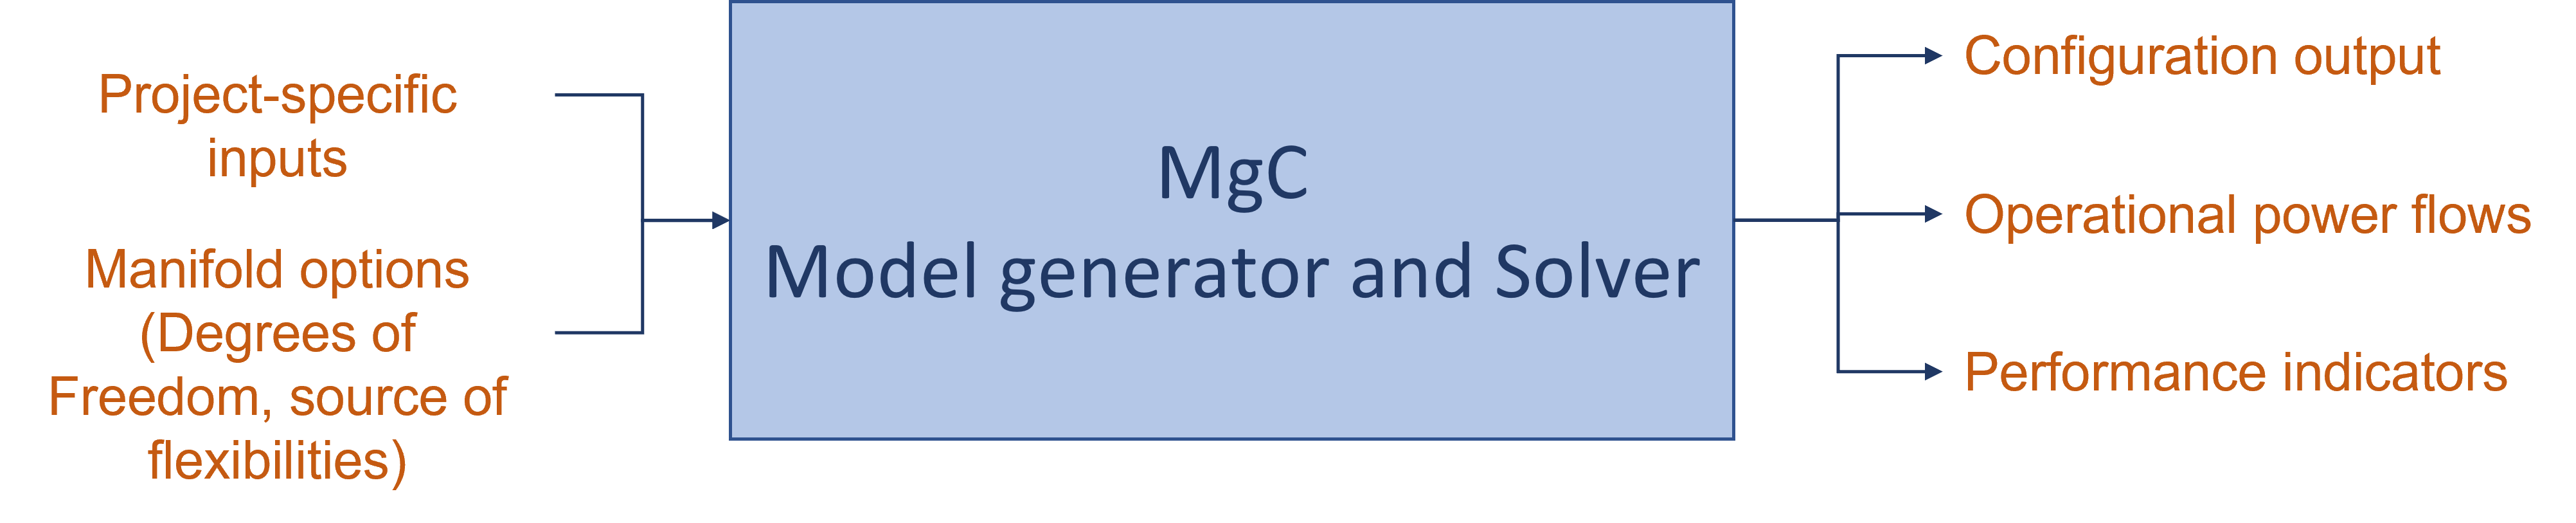 Project-specific
inputs
Manifold options
(Degrees of
Freedom, source of
flexibilities)
MgC
Model generator and Solver
Configuration output
Operational power flows
Performance indicators